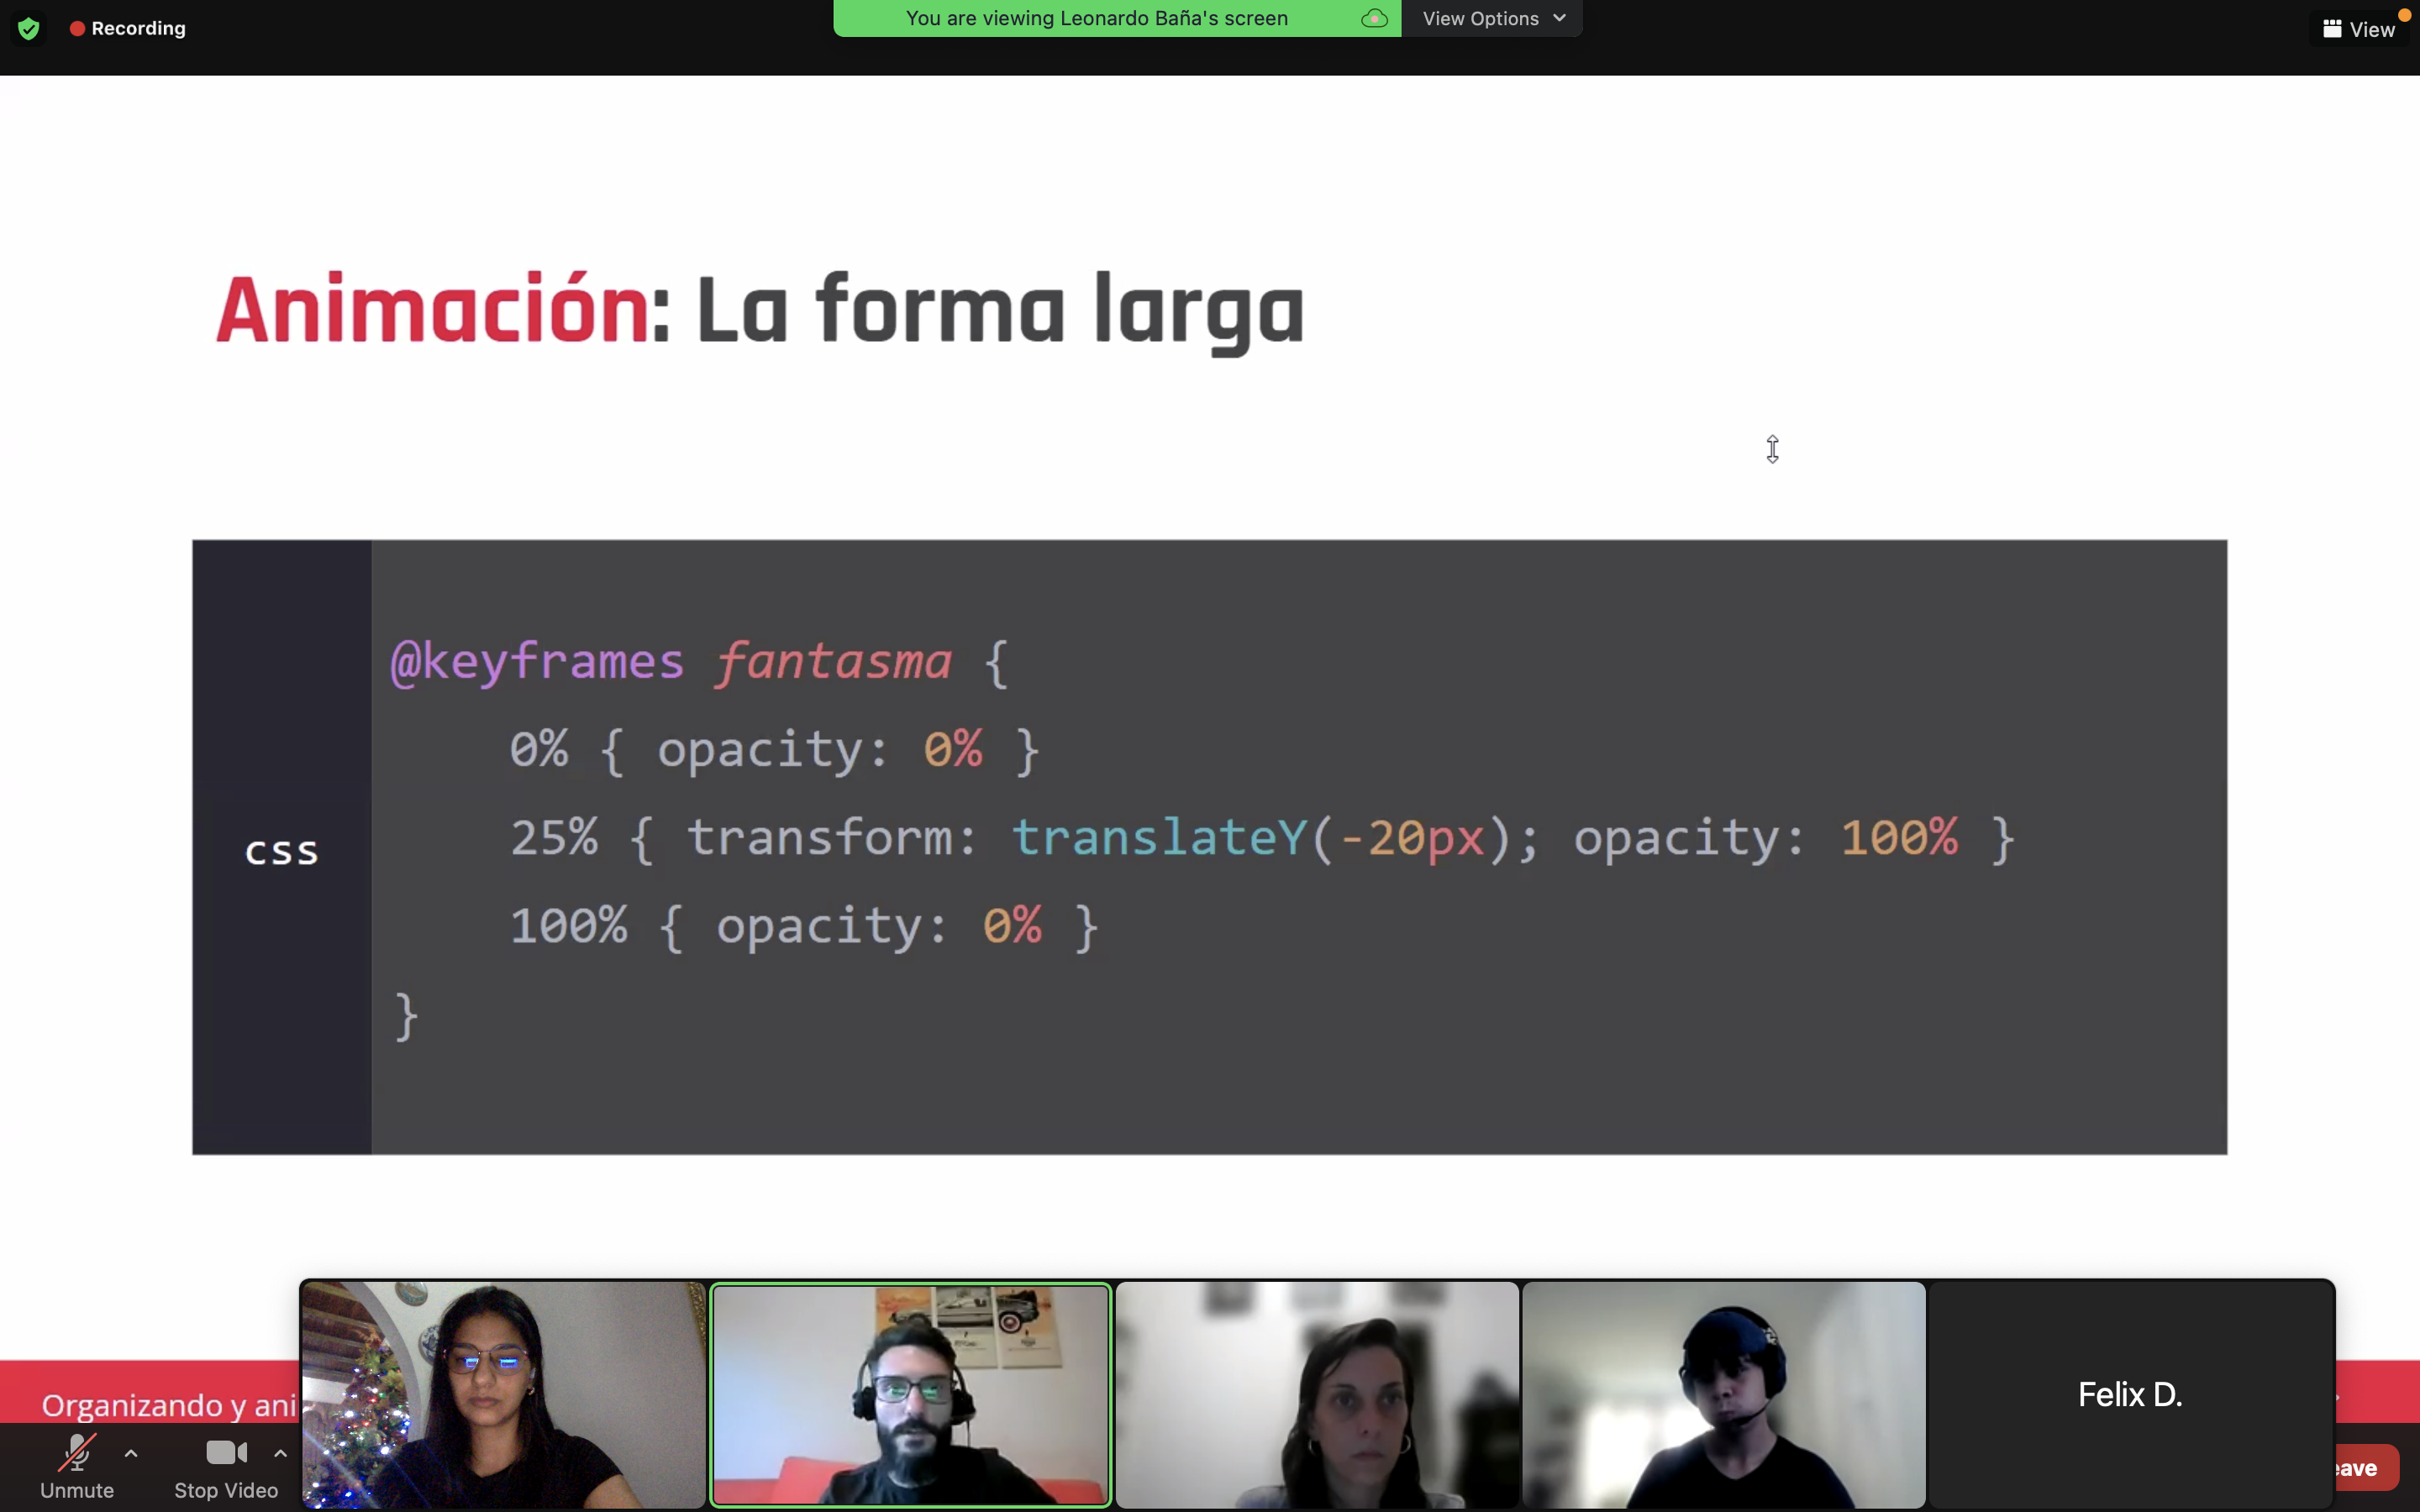 Recording
You are viewing Leonardo Baña's screen
View Options
View
Animación: La forma larga
css
@keyframes fantasma {
0% { opacity: 0% }
25% { transform: translateY(-20px); opacity: 100% }
100% { opacity: 0% }
}
Felix D.
Organizando y ani
Unmute
Stop Video
eave